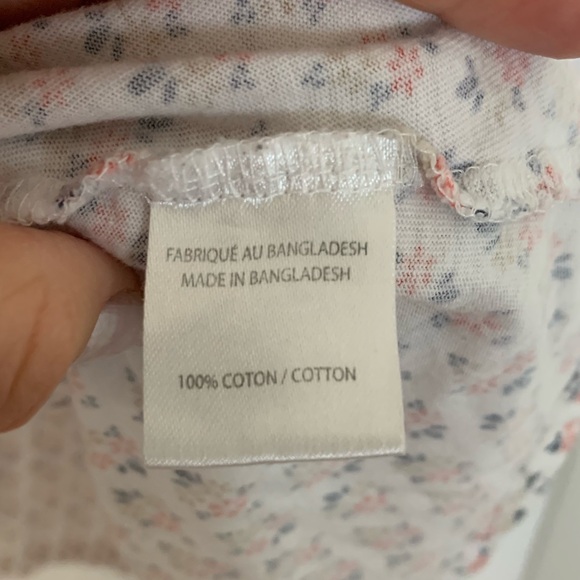 FABRIQUÉ AU BANGLADESH
MADE IN BANGLADESH
100% COTON / COTTON